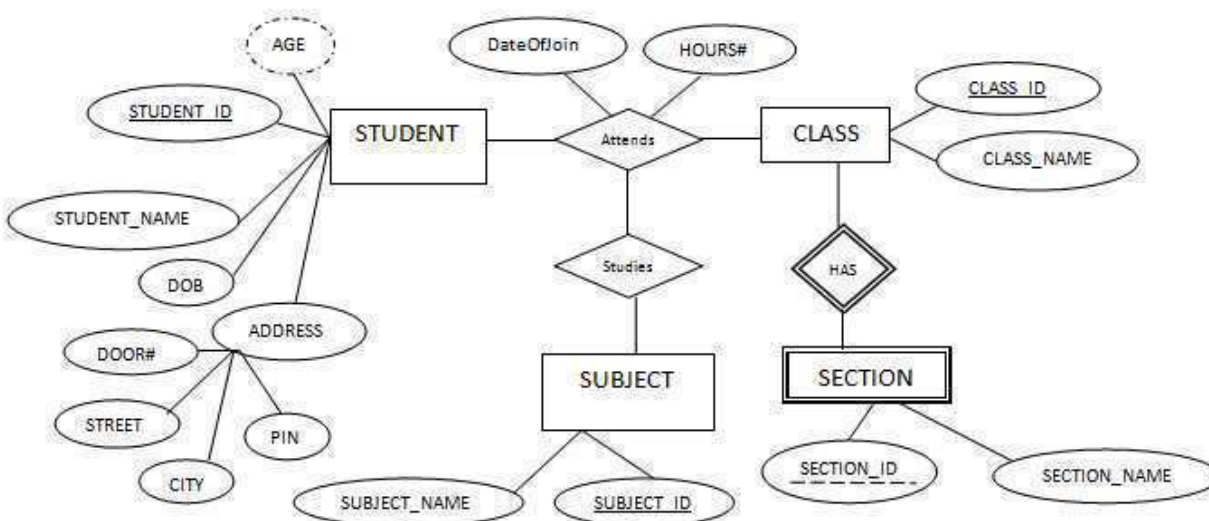 AGE
DateOfJoin
HOURS#
STUDENT_ID
STUDENT
Attends
CLASS
CLASS_ID
CLASS_NAME
STUDENT_NAME
DOB
Studies
HAS
ADDRESS
DOOR#
STREET
CITY
PIN
SUBJECT
SECTION
SUBJECT_NAME
SUBJECT_ID
SECTION_ID
SECTION_NAME